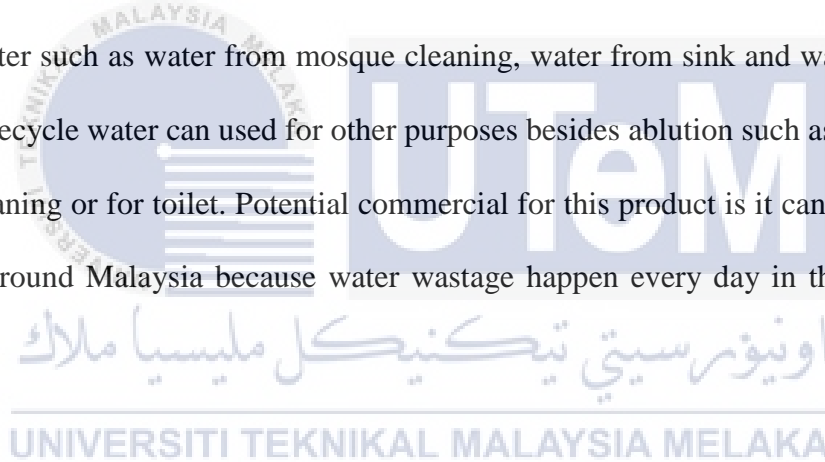 ter such as water from mosque cleaning, water from sink and wa
ecycle water can used for other purposes besides ablution such as
aning or for toilet. Potential commercial for this product is it can
round Malaysia because water wastage happen every day in th
UTeM
اونيۏرسيتي تيكنيكل مليسيا ملاك
UNIVERSITI TEKNIKAL MALAYSIA MELAKA